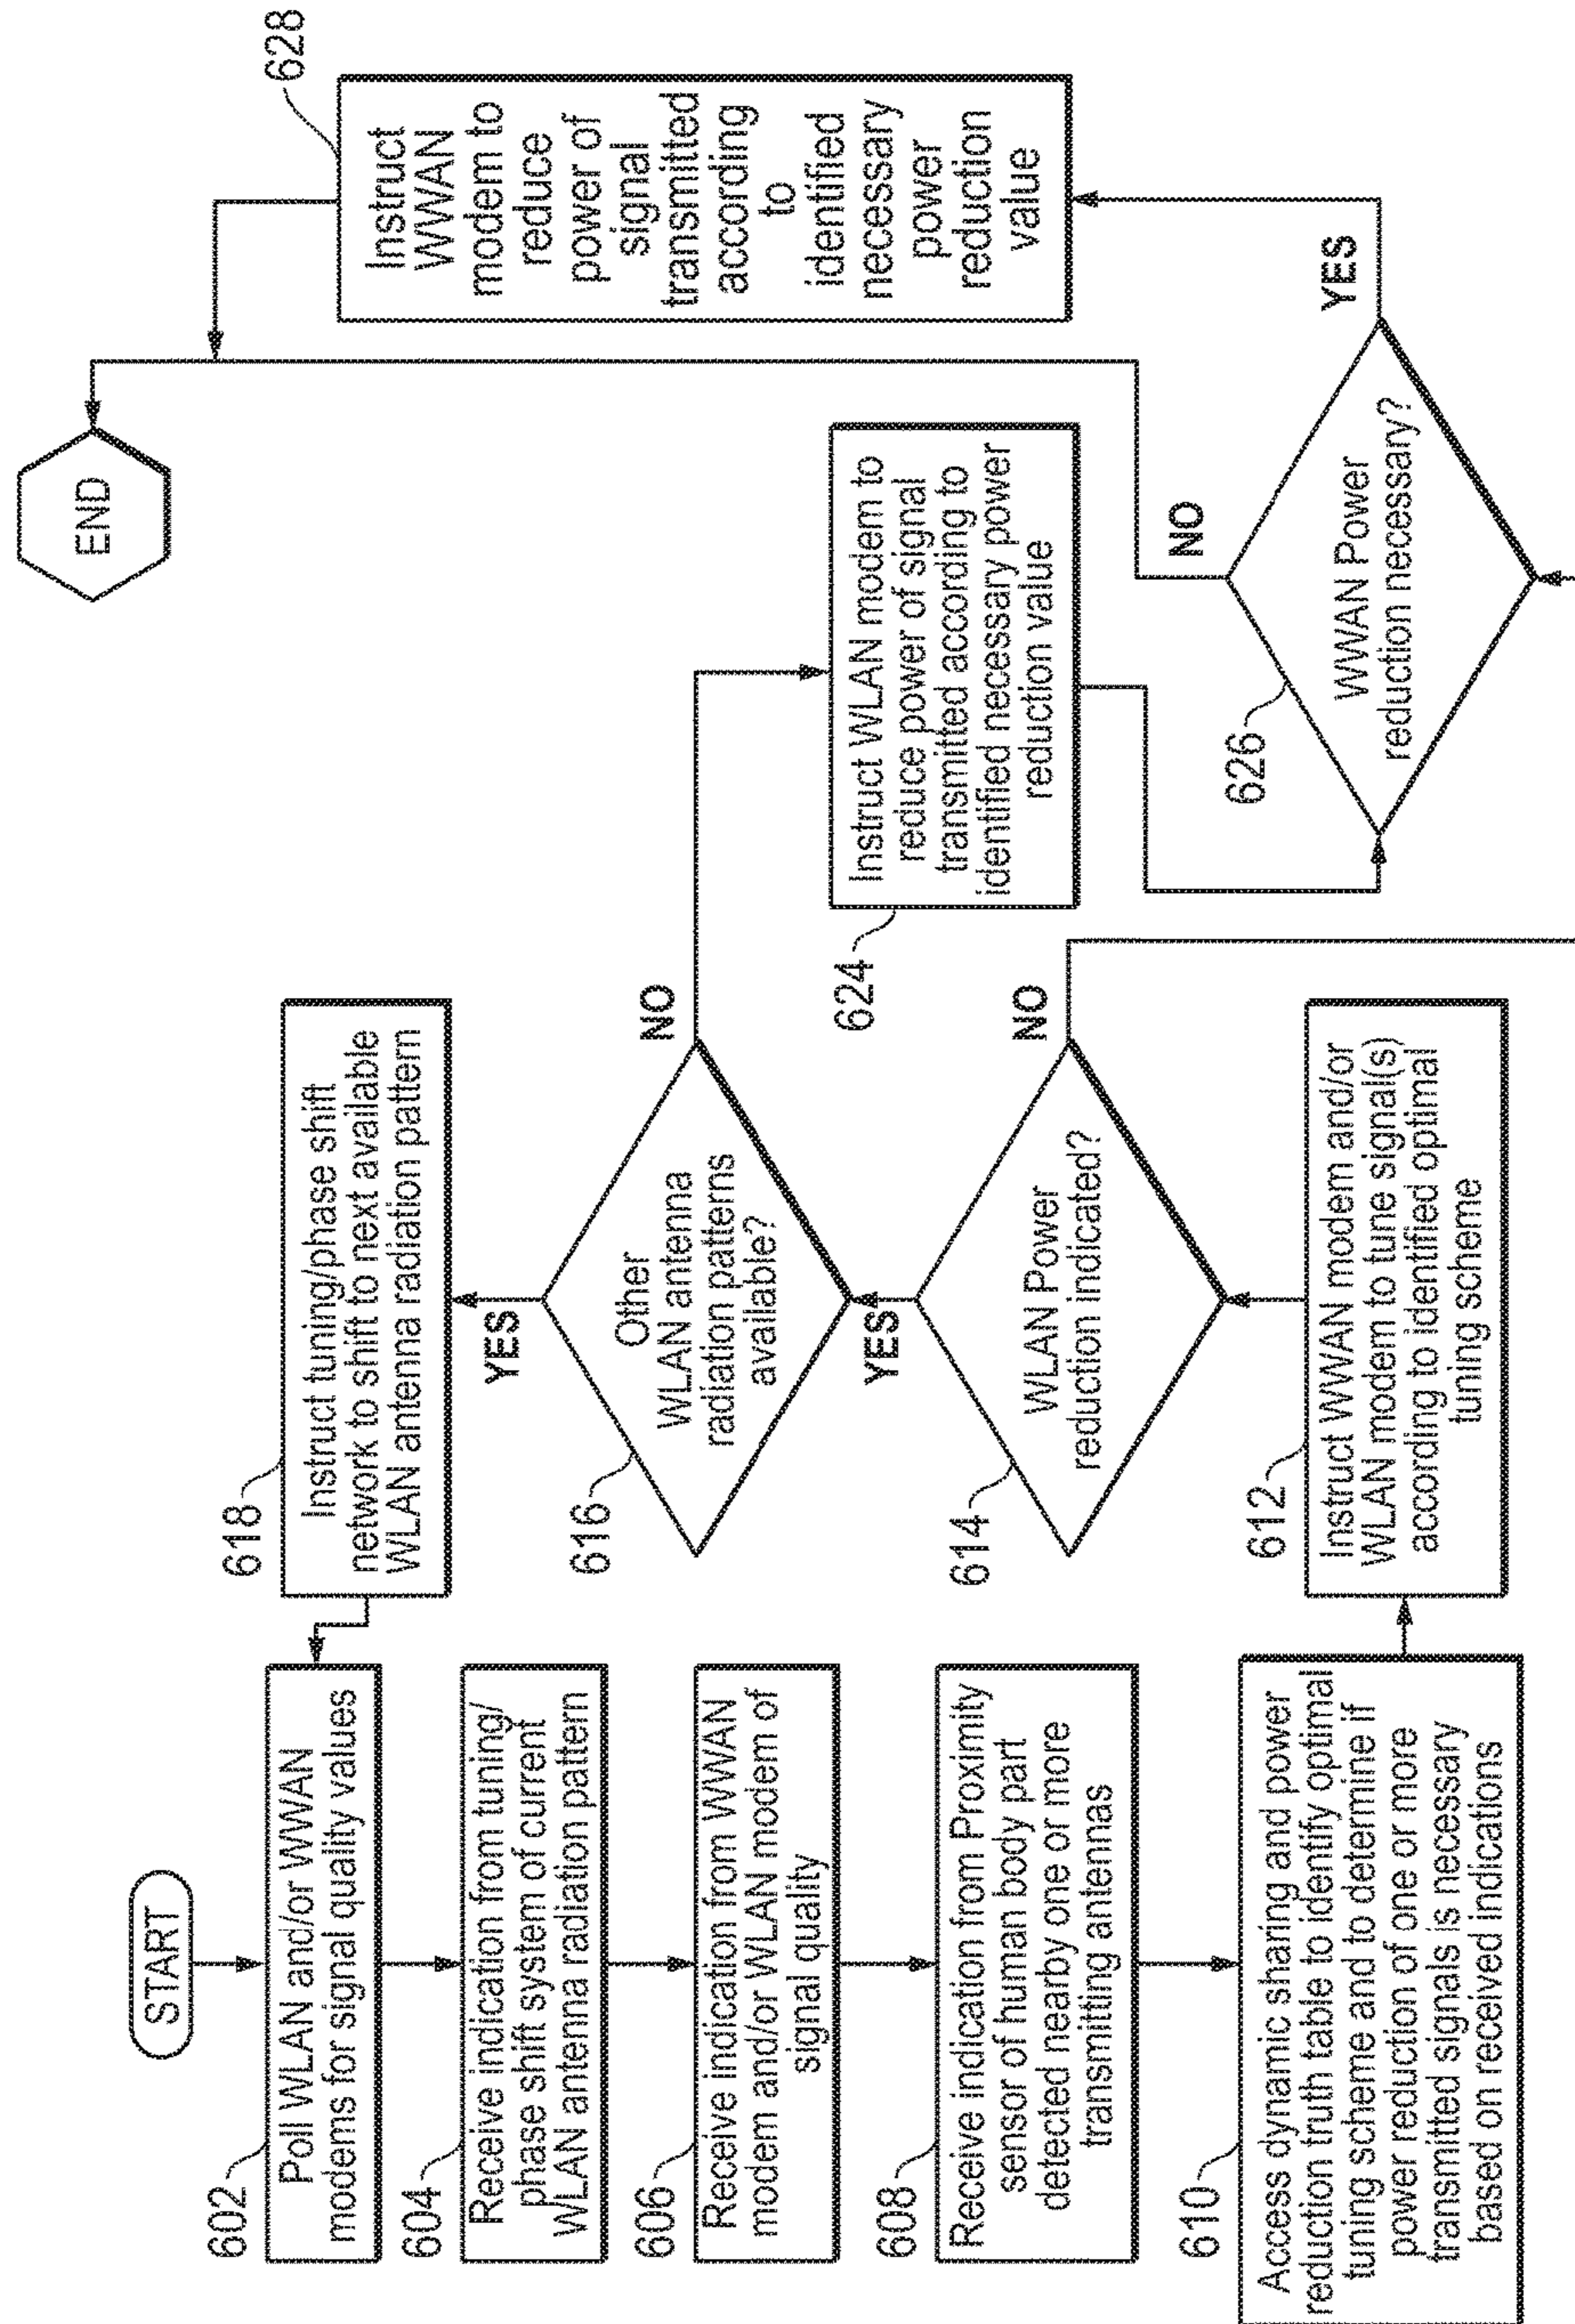 START
602
Poll WLAN and/or WWAN
modems for signal quality values
604
Receive indication from tuning/
phase shift system of current
WLAN antenna radiation pattern
606
Receive indication from WWAN
modem and/or WLAN modem of
signal quality
608
Receive indication from Proximity
sensor of human body part
detected nearby one or more
transmitting antennas
610
Access dynamic sharing and power
reduction truth table to identify optimal
tuning scheme and to determine if
power reduction of one or more
transmitted signals is necessary
based on received indications
612
Instruct WWAN modem and/or
WLAN modem to tune signal(s)
according to identified optimal
tuning scheme
614
WLAN Power
reduction indicated?
YES
NO
616
Other
WLAN antenna
radiation patterns
available?
YES
NO
618
Instruct tuning/phase shift
network to shift to next available
WLAN antenna radiation pattern
624
Instruct WLAN modem to
reduce power of signal
transmitted according to
identified necessary power
reduction value
626
WWAN Power
reduction necessary?
NO
YES
628
Instruct
WWAN
modem to
reduce
power of
signal
transmitted
according
to
identified
necessary
power
reduction
value
END